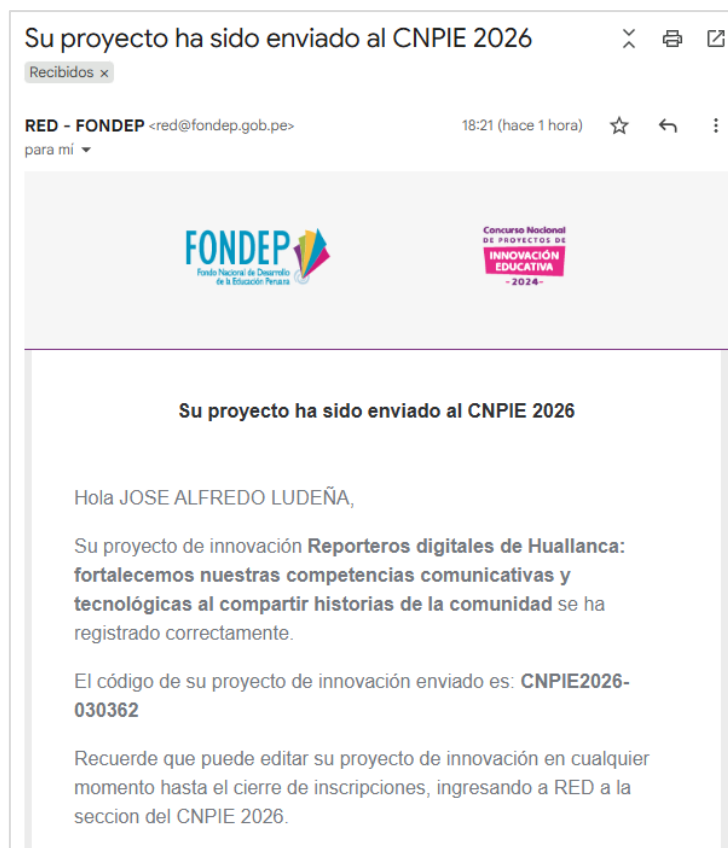 Su proyecto ha sido enviado al CNPIE 2026
Recibidos ×
RED - FONDEP <red@fondep.gob.pe> 18:21 (hace 1 hora)
para mí
FONDEP
Fondo Nacional de Desarrollo
de la Educación Peruana
Concurso Nacional
DE PROYECTOS DE
INNOVACIÓN
EDUCATIVA
-2024-
Su proyecto ha sido enviado al CNPIE 2026
Hola JOSE ALFREDO LUDEÑA,
Su proyecto de innovación Reporteros digitales de Huallanca:
fortalecemos nuestras competencias comunicativas y
tecnológicas al compartir historias de la comunidad se ha
registrado correctamente.
El código de su proyecto de innovación enviado es: CNPIE2026-
030362
Recuerde que puede editar su proyecto de innovación en cualquier
momento hasta el cierre de inscripciones, ingresando a RED a la
seccion del CNPIE 2026.